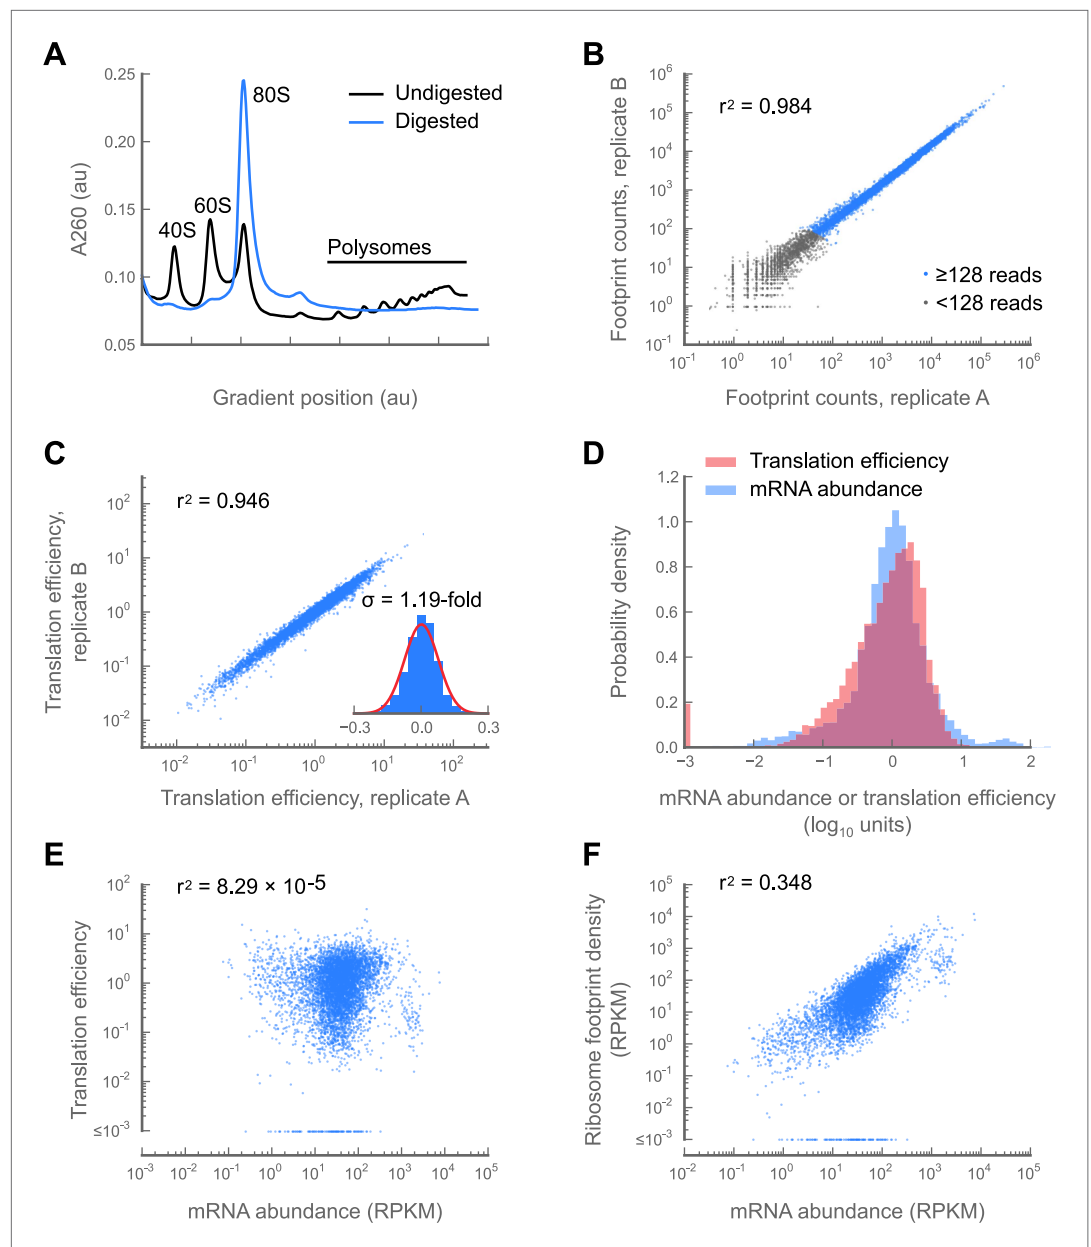 A
0.25
0.20
0.15
0.10
0.05
A260 (au)
40S
60S
80S
Undigested
Digested
Polysomes
Gradient position (au)
B
r² = 0.984
10⁶
10⁵
10⁴
10³
10²
10¹
10⁰
10⁻¹
Footprint counts, replicate B
≥128 reads
<128 reads
10⁻¹ 10⁰ 10¹ 10² 10³ 10⁴ 10⁵ 10⁶
Footprint counts, replicate A
C
r² = 0.946
10²
10¹
10⁰
10⁻¹
10⁻²
Translation efficiency,
replicate B
σ = 1.19-fold
−0.3 0.0 0.3
10⁻² 10⁻¹ 10⁰ 10¹ 10²
Translation efficiency, replicate A
D
Translation efficiency
mRNA abundance
1.2
1.0
0.8
0.6
0.4
0.2
0.0
Probability density
−3 −2 −1 0 1 2
mRNA abundance or translation efficiency
(log₁₀ units)
E
r² = 8.29 × 10⁻⁵
10²
10¹
10⁰
10⁻¹
10⁻²
≤10⁻³
Translation efficiency
10⁻³ 10⁻² 10⁻¹ 10⁰ 10¹ 10² 10³ 10⁴ 10⁵
mRNA abundance (RPKM)
F
r² = 0.348
10⁵
10⁴
10³
10²
10¹
10⁰
10⁻¹
10⁻²
≤10⁻³
Ribosome footprint density
(RPKM)
10⁻² 10⁻¹ 10⁰ 10¹ 10² 10³ 10⁴ 10⁵
mRNA abundance (RPKM)